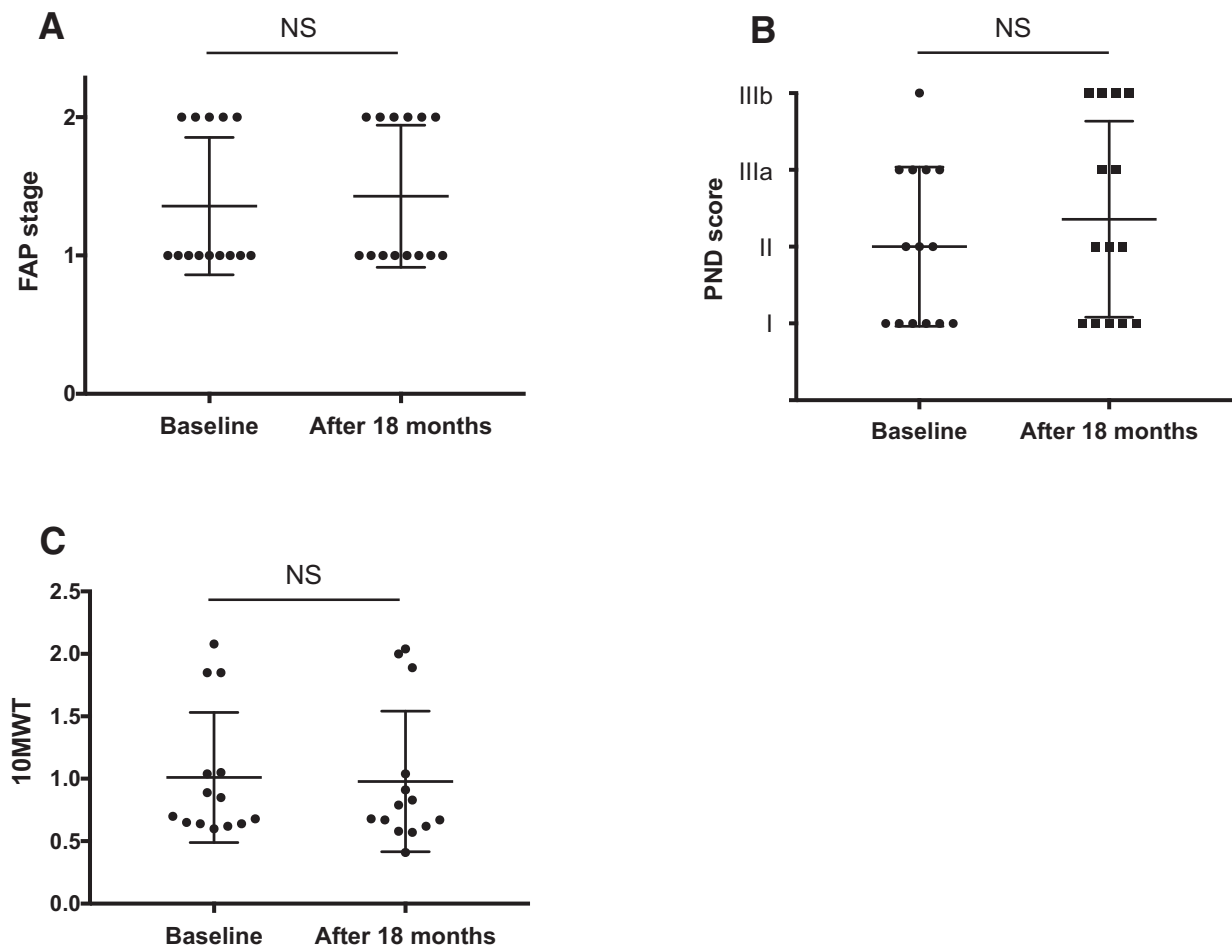 A
NS
FAP stage
2
1
0
Baseline After 18 months
B
NS
PND score
IIIb
IIIa
II
I
Baseline After 18 months
C
NS
10MWT
2.5
2.0
1.5
1.0
0.5
0.0
Baseline After 18 months